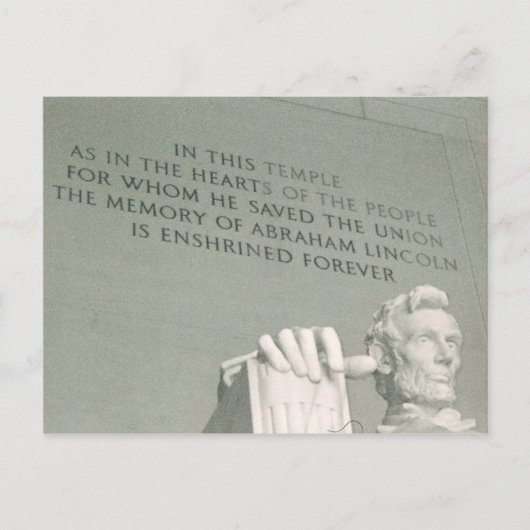 IN THIS TEMPLE
AS IN THE HEARTS OF THE PEOPLE
FOR WHOM HE SAVED THE UNION
THE MEMORY OF ABRAHAM LINCOLN
IS ENSHRINED FOREVER